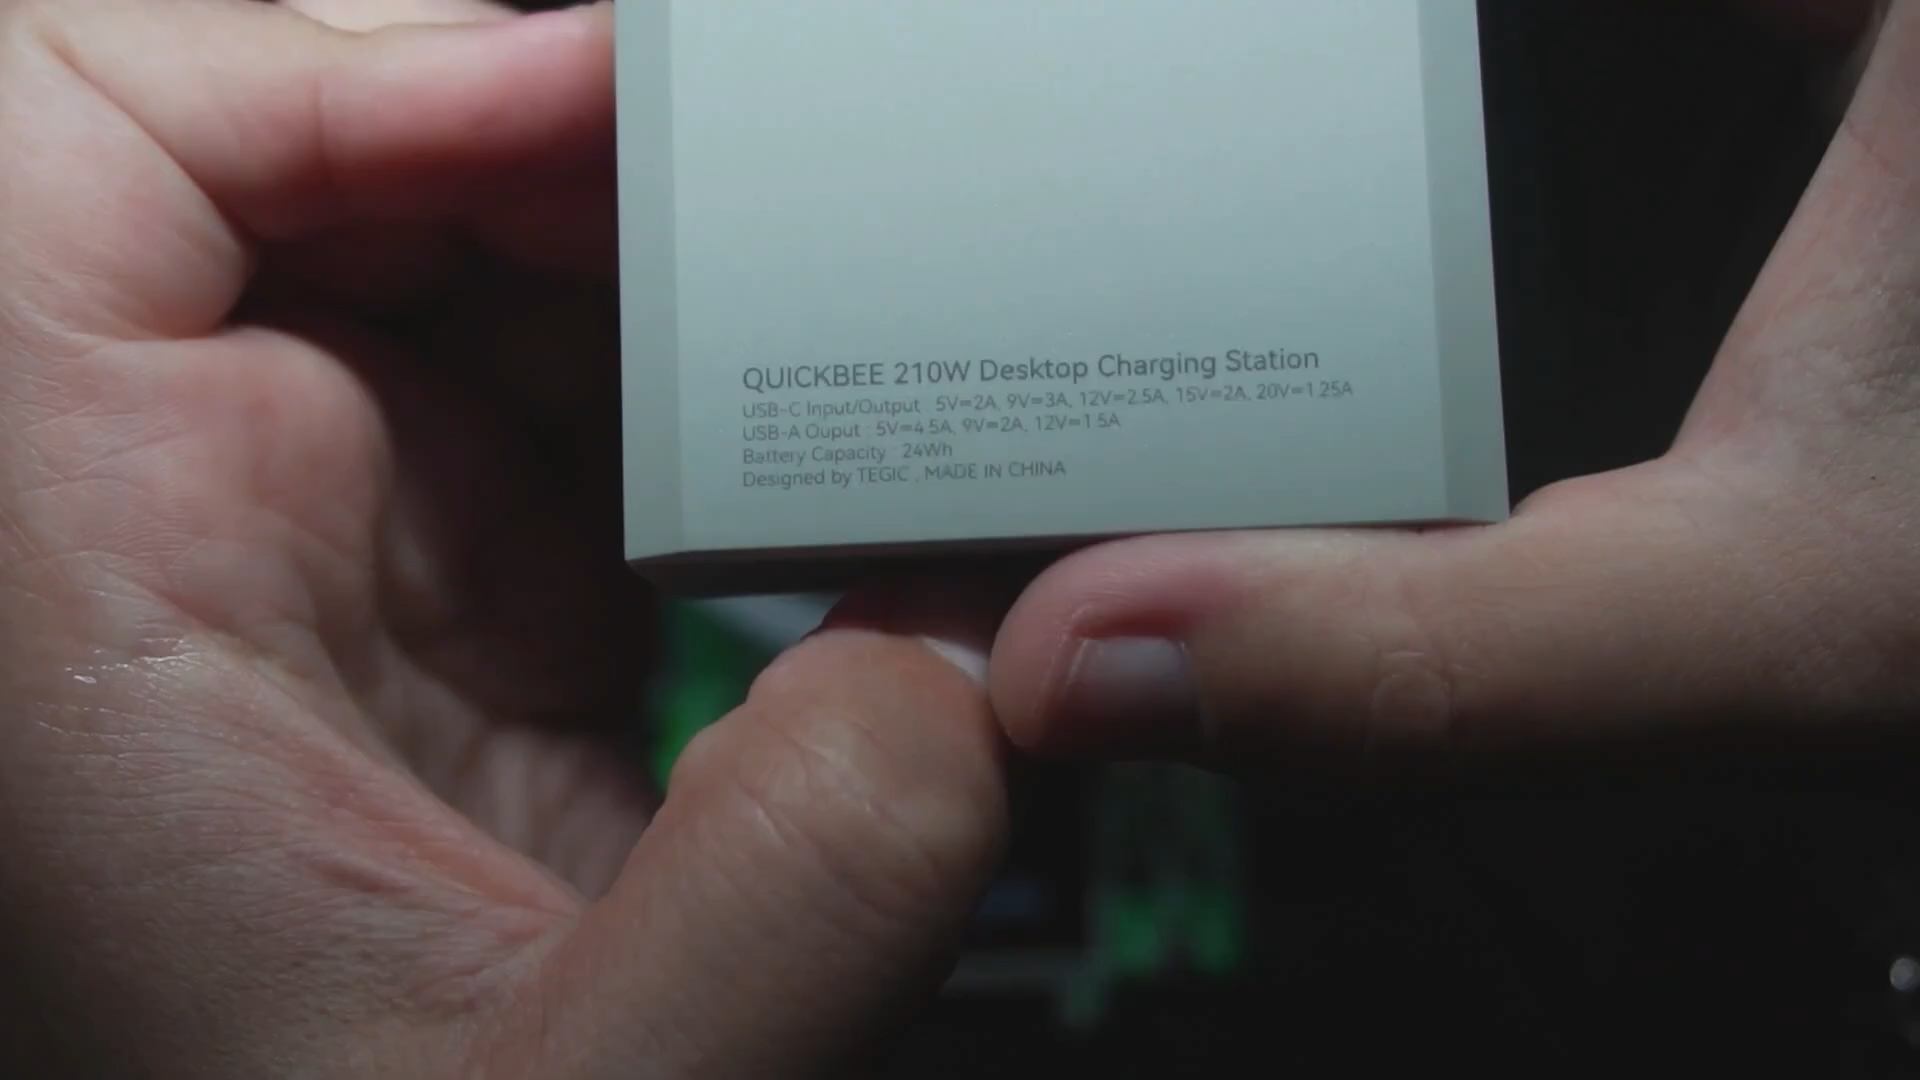 QUICKBEE 210W Desktop Charging Station
USB-C Input/Output : 5V=2A, 9V=3A, 12V=2.5A, 15V=2A, 20V=1.25A
USB-A Ouput : 5V=4.5A, 9V=2A, 12V=1.5A
Battery Capacity : 24Wh
Designed by TEGIC , MADE IN CHINA